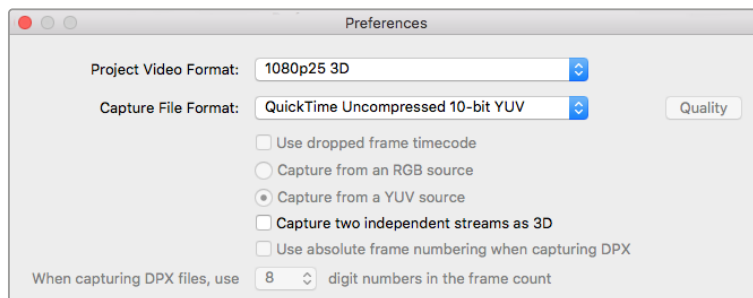 Preferences
Project Video Format: 1080p25 3D
Capture File Format: QuickTime Uncompressed 10-bit YUV Quality
Use dropped frame timecode
Capture from an RGB source
Capture from a YUV source
Capture two independent streams as 3D
Use absolute frame numbering when capturing DPX
When capturing DPX files, use 8 digit numbers in the frame count